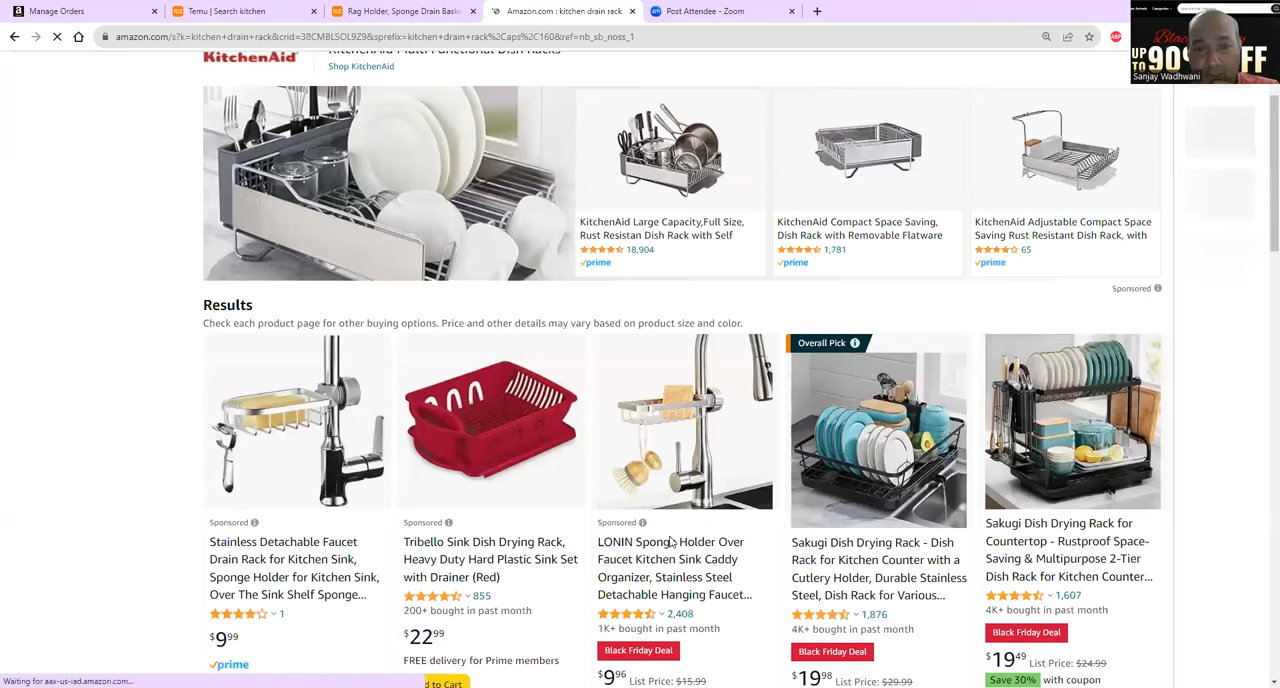 Manage Orders
Temu | Search kitchen
Rag Holder, Sponge Drain Bask
Amazon.com : kitchen drain rack
Post Attendee - Zoom
amazon.com/s?k=kitchen+drain+rack&crid=38CMBLSOL9Z9&sprefix=kitchen+drain+rack%2Caps%2C160&ref=nb_sb_noss_1
UP TO 90% OFF
Sanjay Wadhwani
KitchenAid
KitchenAid Multi Functional Dish Racks
Shop KitchenAid
KitchenAid Large Capacity,Full Size,
Rust Resistan Dish Rack with Self
18,904
prime
KitchenAid Compact Space Saving,
Dish Rack with Removable Flatware
1,781
prime
KitchenAid Adjustable Compact Space
Saving Rust Resistant Dish Rack, with
65
prime
Sponsored
Results
Check each product page for other buying options. Price and other details may vary based on product size and color.
Sponsored
Stainless Detachable Faucet
Drain Rack for Kitchen Sink,
Sponge Holder for Kitchen Sink,
Over The Sink Shelf Sponge...
1
$9.99
prime
Sponsored
Tribello Sink Dish Drying Rack,
Heavy Duty Hard Plastic Sink Set
with Drainer (Red)
855
200+ bought in past month
$22.99
FREE delivery for Prime members
d to Cart
Sponsored
LONIN Sponge Holder Over
Faucet Kitchen Sink Caddy
Organizer, Stainless Steel
Detachable Hanging Faucet...
2,408
1K+ bought in past month
Black Friday Deal
$9.96 List Price: $15.99
Overall Pick
Sakugi Dish Drying Rack - Dish
Rack for Kitchen Counter with a
Cutlery Holder, Durable Stainless
Steel, Dish Rack for Various...
1,876
4K+ bought in past month
Black Friday Deal
$19.98 List Price: $29.99
Sakugi Dish Drying Rack for
Countertop - Rustproof Space-
Saving & Multipurpose 2-Tier
Dish Rack for Kitchen Counter...
1,607
4K+ bought in past month
Black Friday Deal
$19.49 List Price: $24.99
Save 30% with coupon
Waiting for aax-us-iad.amazon.com...